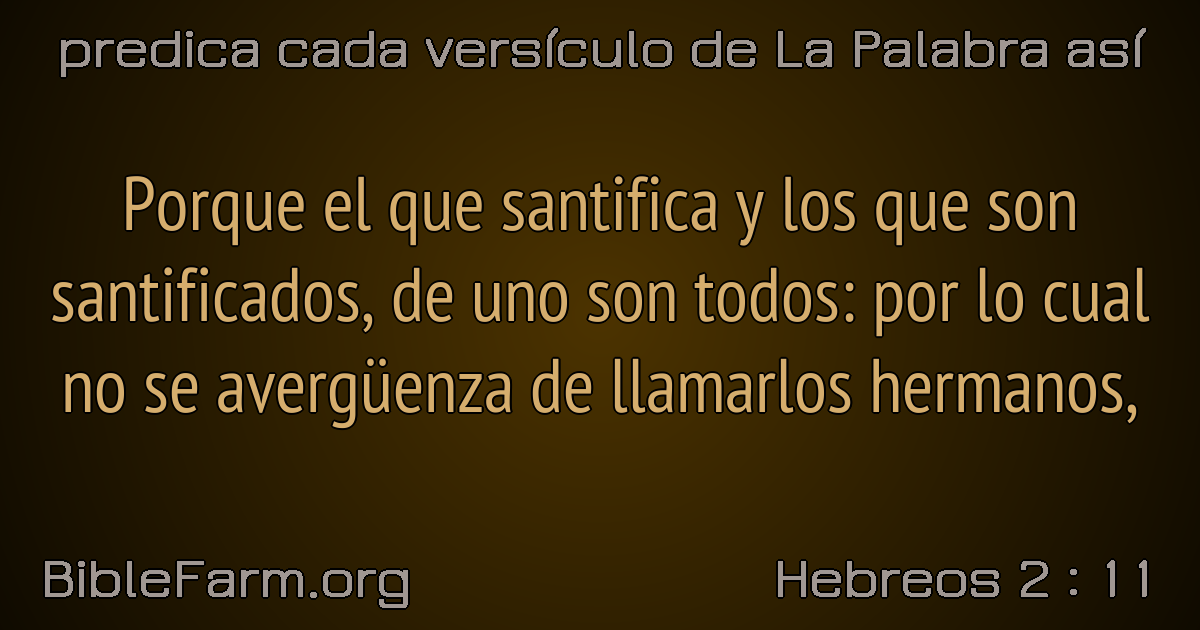 predica cada versículo de La Palabra así
Porque el que santifica y los que son
santificados, de uno son todos: por lo cual
no se avergüenza de llamarlos hermanos,
BibleFarm.org
Hebreos 2 : 11